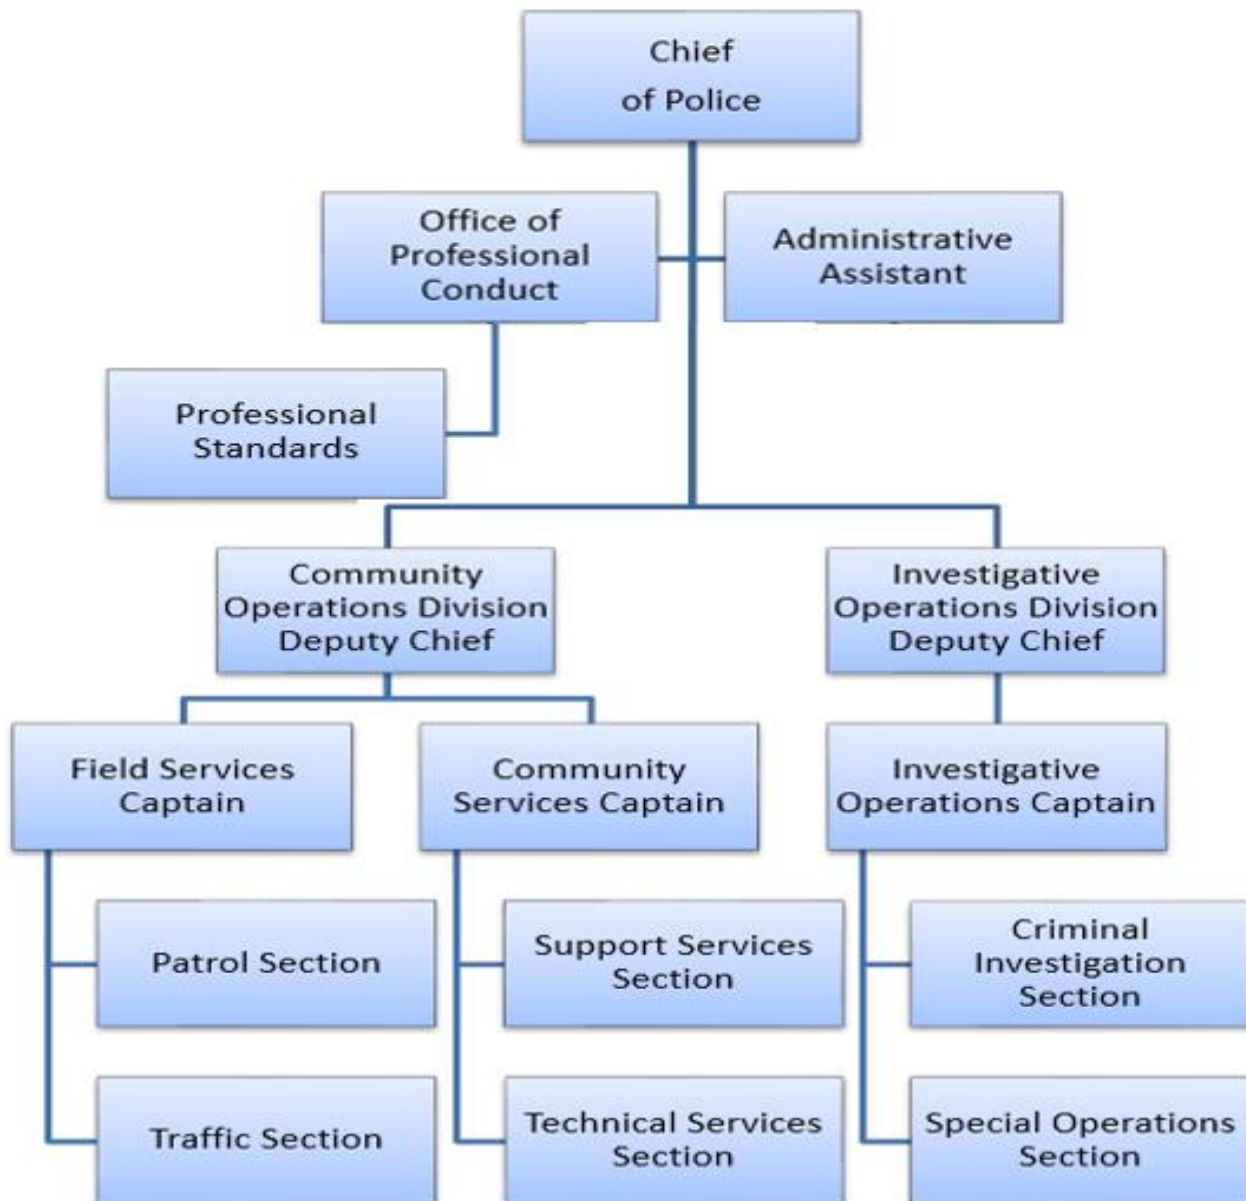 Chief
of Police
Office of
Professional
Conduct
Administrative
Assistant
Professional
Standards
Community
Operations Division
Deputy Chief
Investigative
Operations Division
Deputy Chief
Field Services
Captain
Community
Services Captain
Investigative
Operations Captain
Patrol Section
Support Services
Section
Criminal
Investigation
Section
Traffic Section
Technical Services
Section
Special Operations
Section